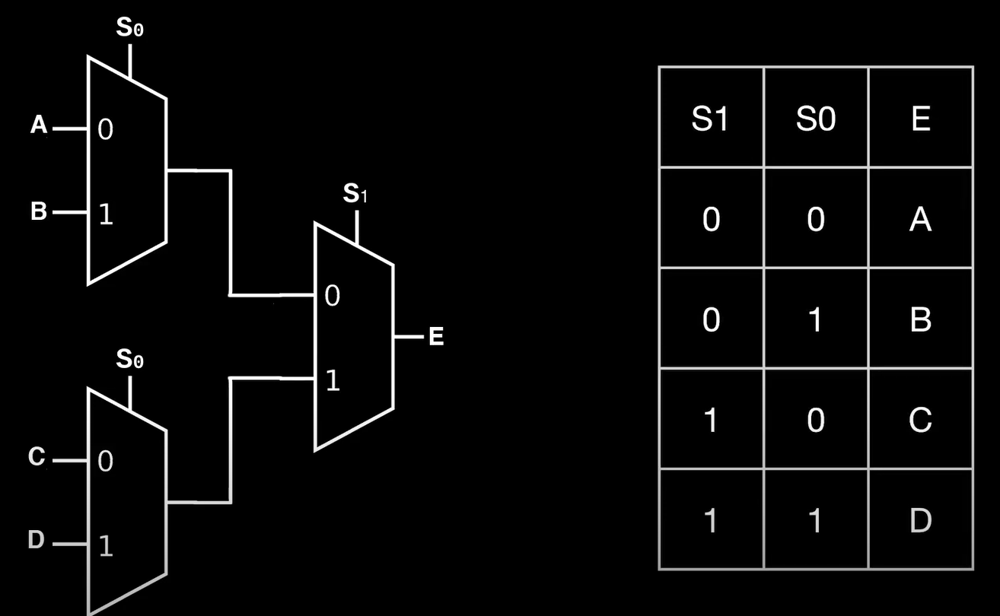 S₀
A 0
B 1
S₁
0
E
S₀
1
C 0
D 1
S1 S0 E
0 0 A
0 1 B
1 0 C
1 1 D